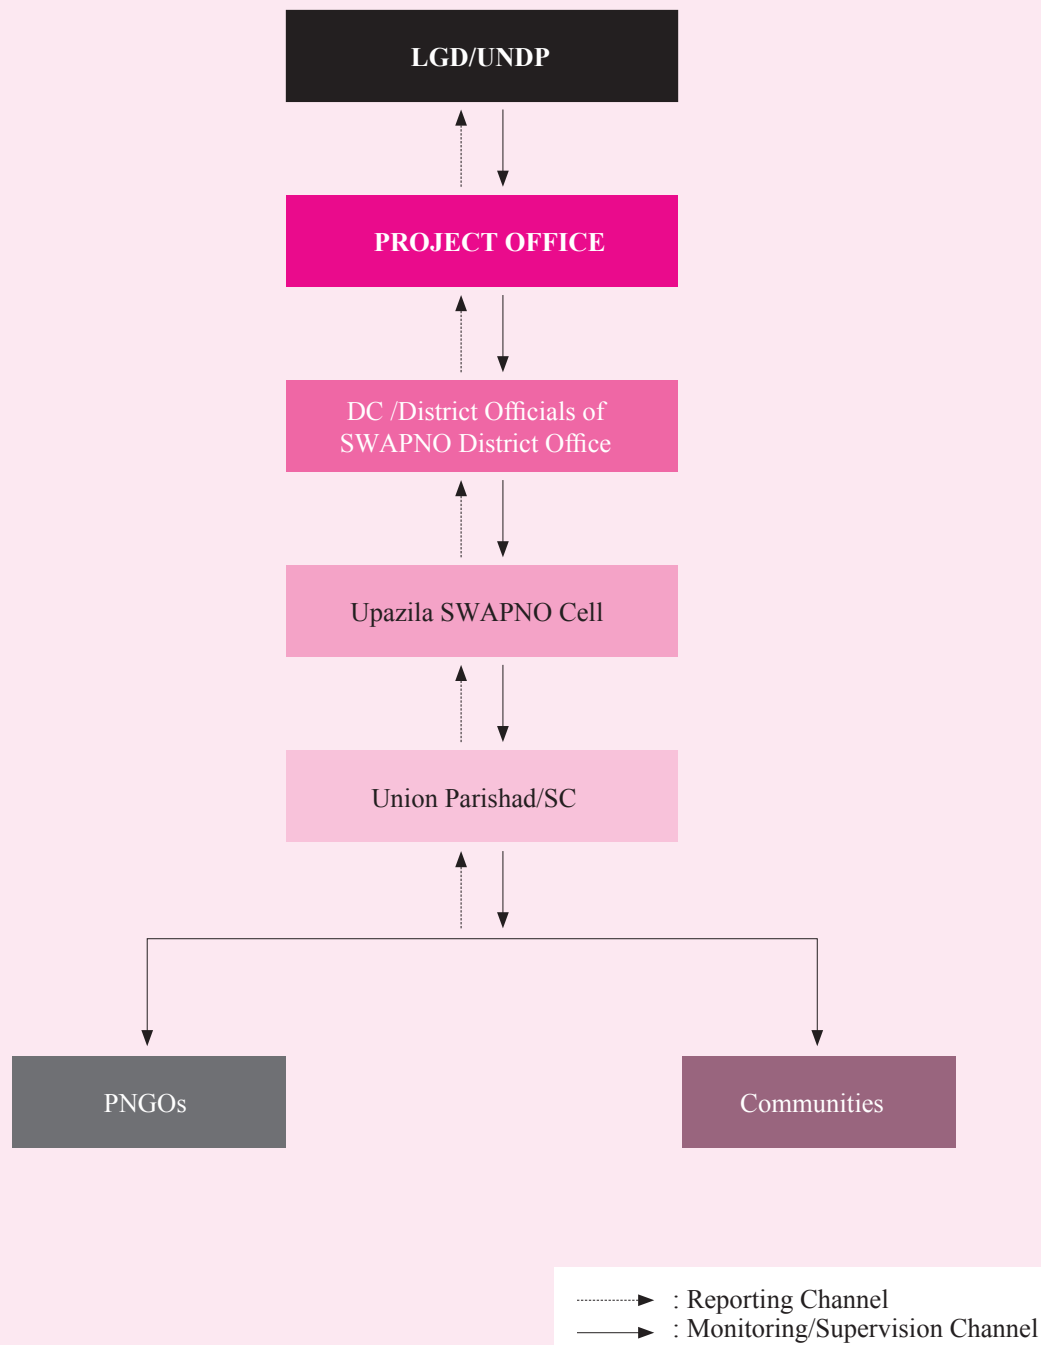 LGD/UNDP
PROJECT OFFICE
DC /District Officials of
SWAPNO District Office
Upazila SWAPNO Cell
Union Parishad/SC
PNGOs
Communities
: Reporting Channel
: Monitoring/Supervision Channel